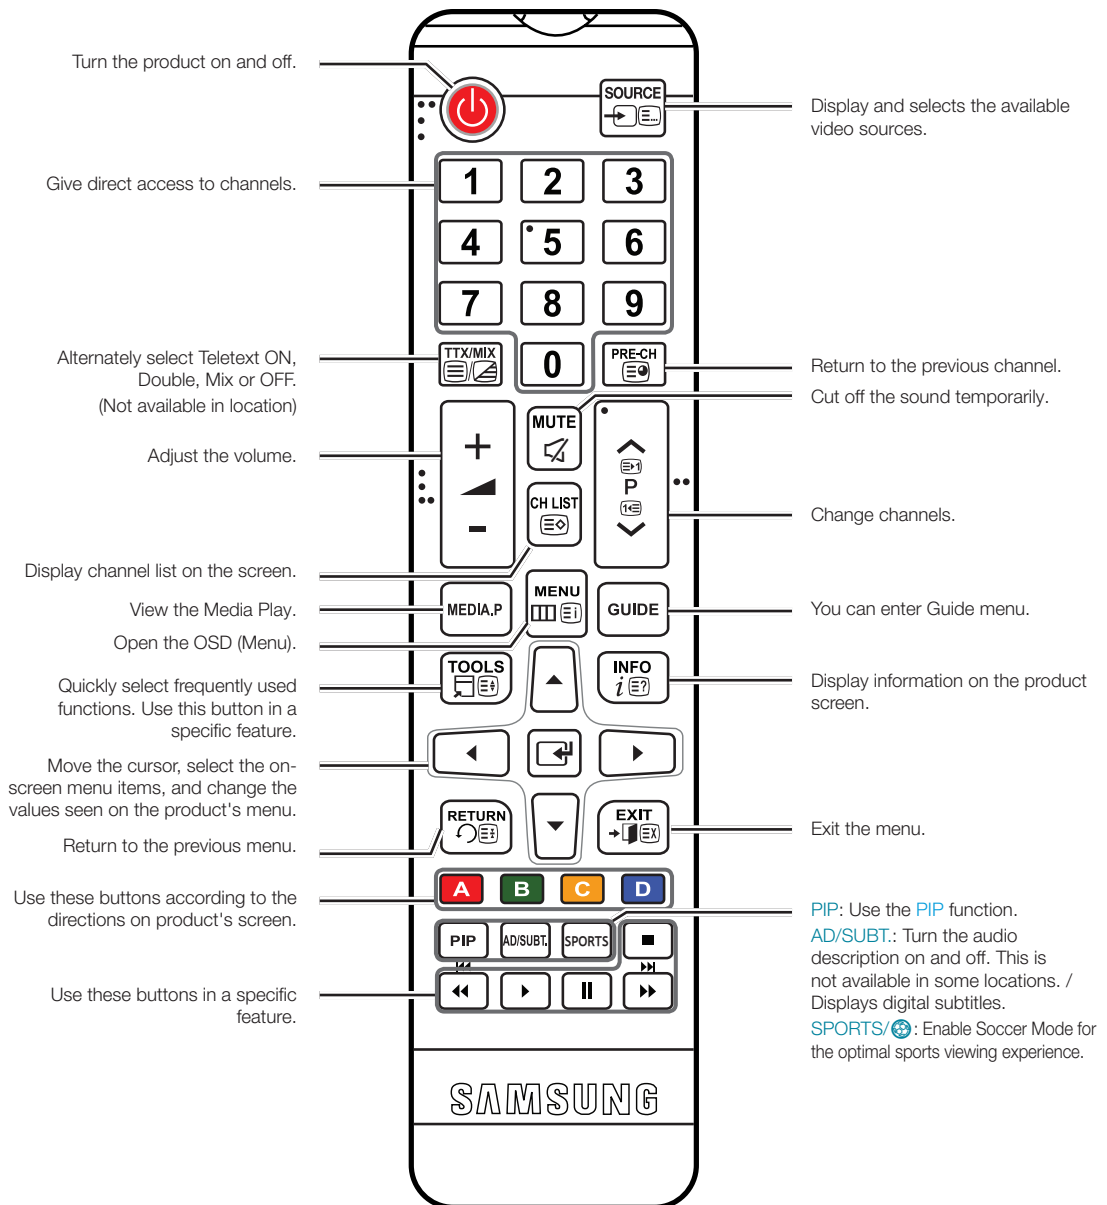 Turn the product on and off.
SOURCE
Display and selects the available
video sources.
Give direct access to channels.
1 2 3
4 5 6
7 8 9
0
TTX/MIX
PRE-CH
Alternately select Teletext ON,
Double, Mix or OFF.
(Not available in location)
Return to the previous channel.
Cut off the sound temporarily.
MUTE
Adjust the volume.
+
-
P
CH LIST
Change channels.
Display channel list on the screen.
View the Media Play.
MEDIA.P
MENU
GUIDE
You can enter Guide menu.
Open the OSD (Menu).
TOOLS
INFO
Quickly select frequently used
functions. Use this button in a
specific feature.
Display information on the product
screen.
Move the cursor, select the on-
screen menu items, and change the
values seen on the product's menu.
RETURN
EXIT
Return to the previous menu.
Exit the menu.
A B C D
Use these buttons according to the
directions on product's screen.
PIP AD/SUBT. SPORTS
Use these buttons in a specific
feature.
PIP: Use the PIP function.
AD/SUBT.: Turn the audio
description on and off. This is
not available in some locations. /
Displays digital subtitles.
SPORTS/ : Enable Soccer Mode for
the optimal sports viewing experience.
SAMSUNG